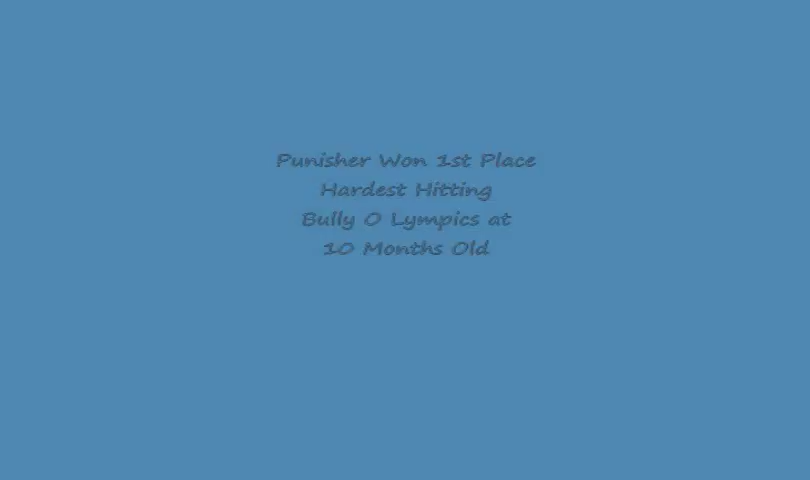 Punisher Won 1st Place
Hardest Hitting
Bully O Lympics at
10 Months Old